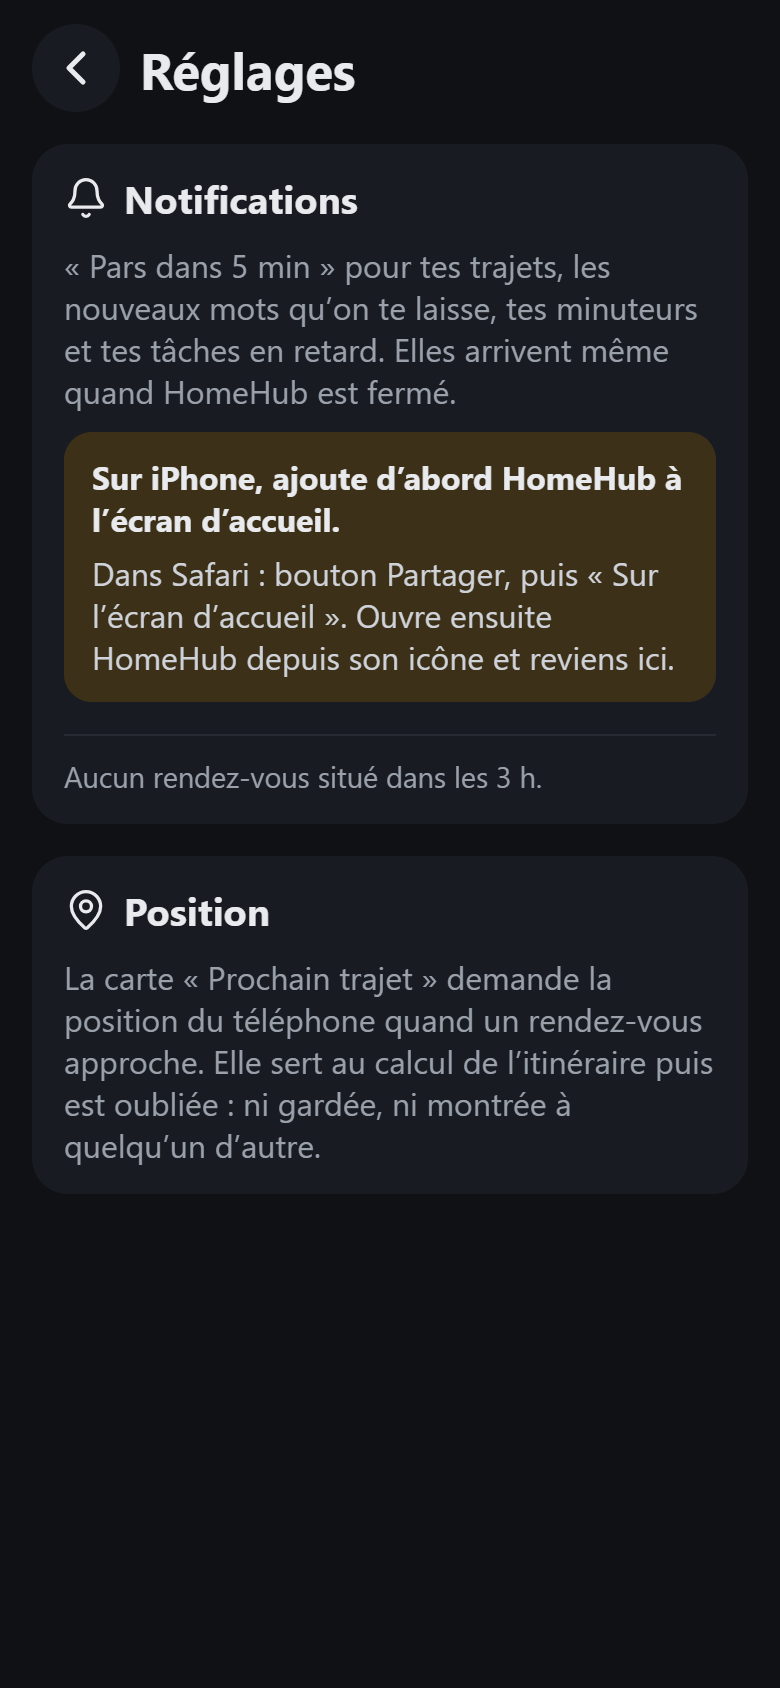 Réglages
Notifications
« Pars dans 5 min » pour tes trajets, les
nouveaux mots qu’on te laisse, tes minuteurs
et tes tâches en retard. Elles arrivent même
quand HomeHub est fermé.
Sur iPhone, ajoute d’abord HomeHub à
l’écran d’accueil.
Dans Safari : bouton Partager, puis « Sur
l’écran d’accueil ». Ouvre ensuite
HomeHub depuis son icône et reviens ici.
Aucun rendez-vous situé dans les 3 h.
Position
La carte « Prochain trajet » demande la
position du téléphone quand un rendez-vous
approche. Elle sert au calcul de l’itinéraire puis
est oubliée : ni gardée, ni montrée à
quelqu’un d’autre.